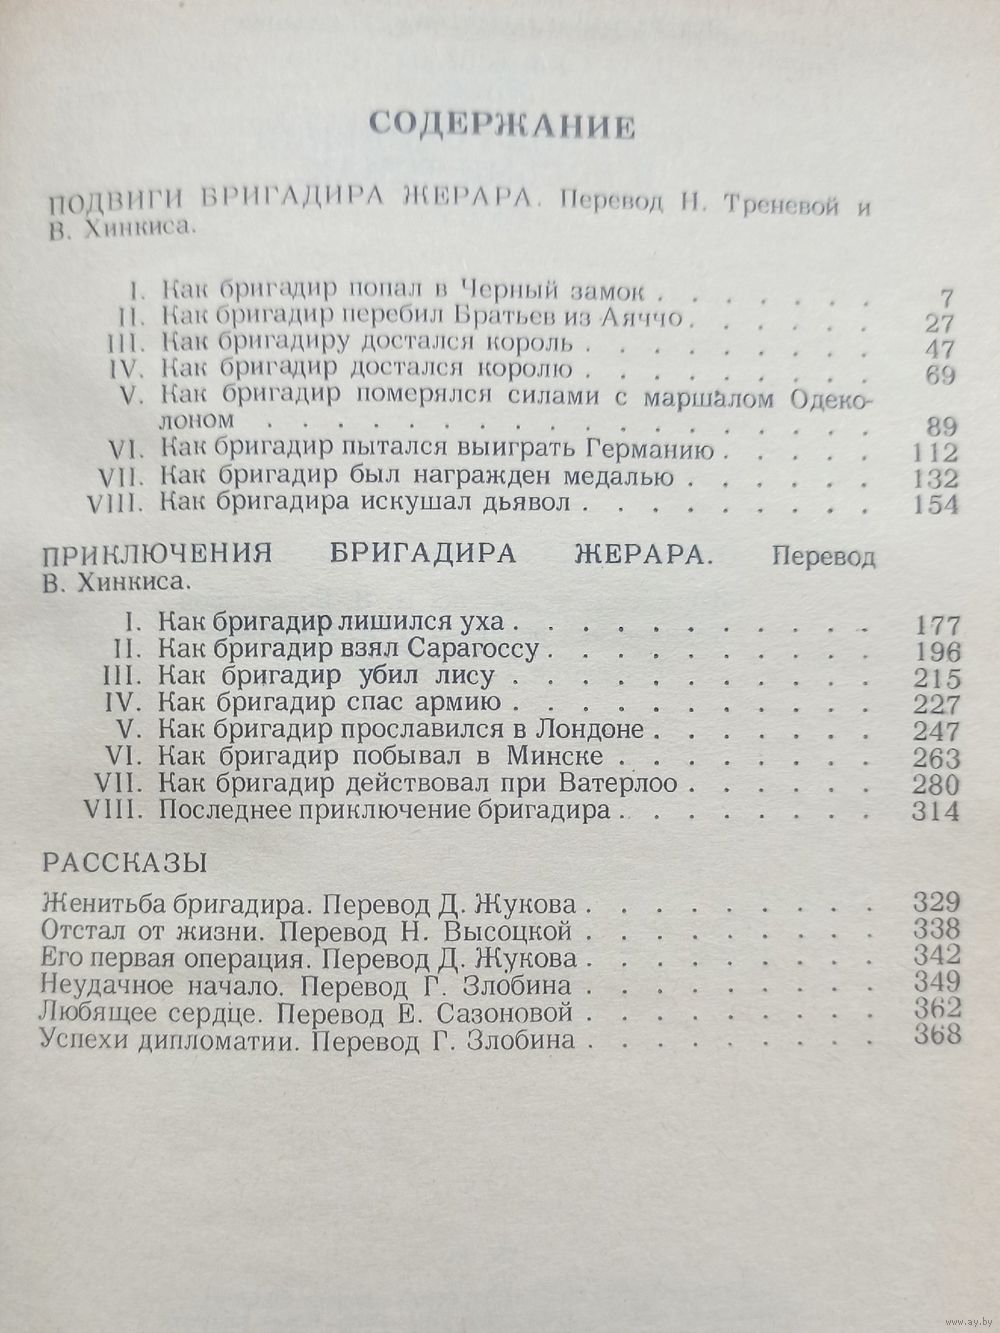 СОДЕРЖАНИЕ
ПОДВИГИ БРИГАДИРА ЖЕРАРА. Перевод Н. Треневой и
В. Хинкиса.
I. Как бригадир попал в Черный замок . . . . . . . 7
II. Как бригадир перебил Братьев из Аяччо . . . . . . 27
III. Как бригадиру достался король . . . . . . . . . 47
IV. Как бригадир достался королю . . . . . . . . . 69
V. Как бригадир померялся силами с маршалом Одеко-
лоном . . . . . . . . . . . . . . . . . . 89
VI. Как бригадир пытался выиграть Германию . . . . . 112
VII. Как бригадир был награжден медалью . . . . . . 132
VIII. Как бригадира искушал дьявол . . . . . . . . . 154
ПРИКЛЮЧЕНИЯ БРИГАДИРА ЖЕРАРА. Перевод
В. Хинкиса.
I. Как бригадир лишился уха . . . . . . . . . . . 177
II. Как бригадир взял Сарагоссу . . . . . . . . . . 196
III. Как бригадир убил лису . . . . . . . . . . . 215
IV. Как бригадир спас армию . . . . . . . . . . . 227
V. Как бригадир прославился в Лондоне . . . . . . . 247
VI. Как бригадир побывал в Минске . . . . . . . . 263
VII. Как бригадир действовал при Ватерлоо . . . . . . 280
VIII. Последнее приключение бригадира . . . . . . . . 314
РАССКАЗЫ
Женитьба бригадира. Перевод Д. Жукова . . . . . . . . . 329
Отстал от жизни. Перевод Н. Высоцкой . . . . . . . . . 338
Его первая операция. Перевод Д. Жукова . . . . . . . . . 342
Неудачное начало. Перевод Г. Злобина . . . . . . . . . 349
Любящее сердце. Перевод Е. Сазоновой . . . . . . . . . 362
Успехи дипломатии. Перевод Г. Злобина . . . . . . . . . 368
www.ay.by